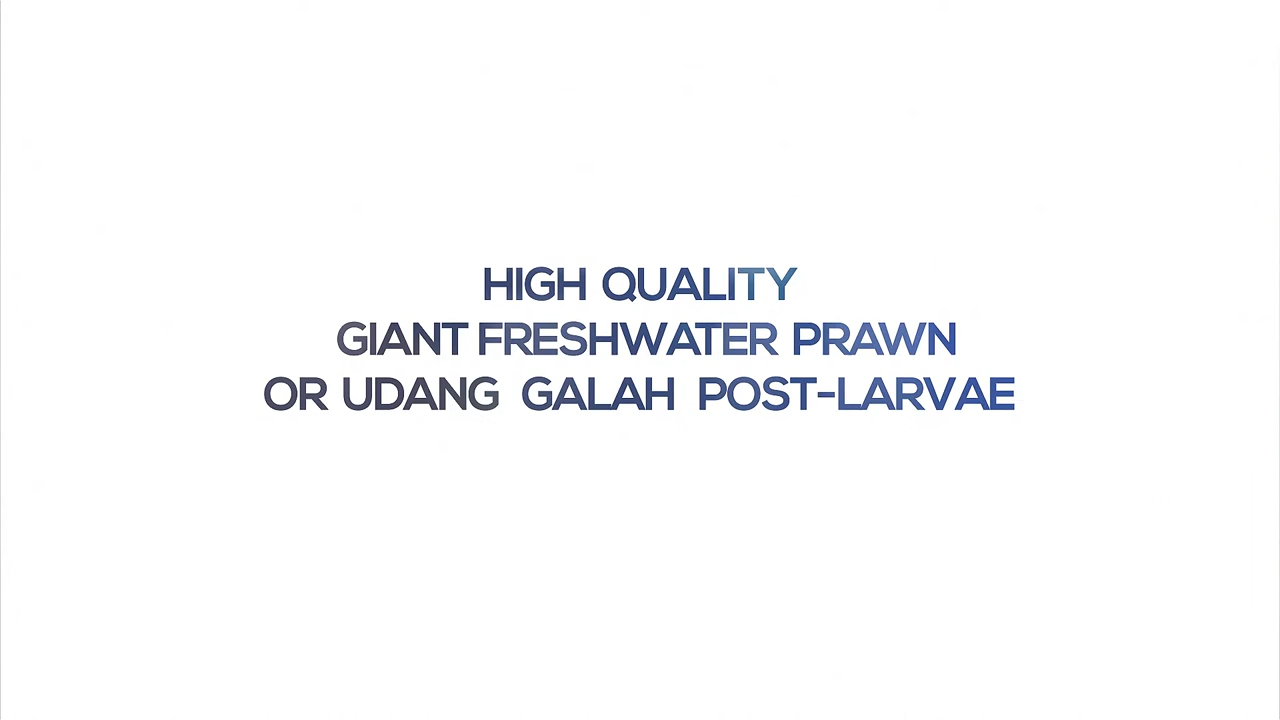 HIGH QUALITY
GIANT FRESHWATER PRAWN
OR UDANG GALAH POST-LARVAE